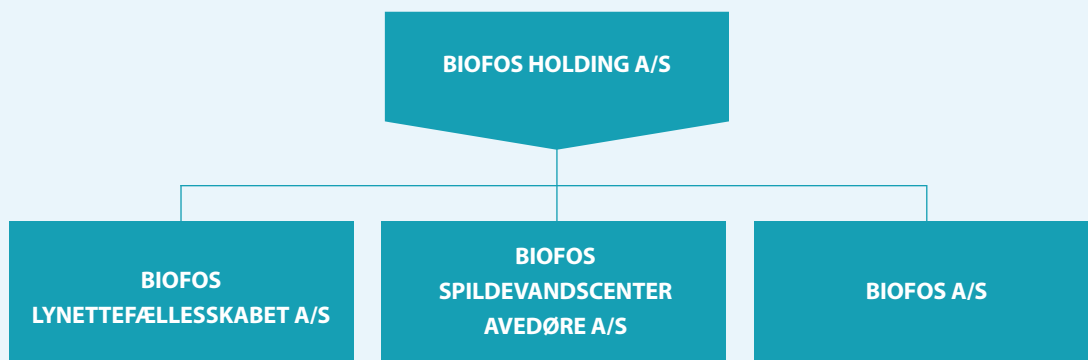 BIOFOS HOLDING A/S
BIOFOS
LYNETTEFÆLLESSKABET A/S
BIOFOS
SPILDEVANDSCENTER
AVEDØRE A/S
BIOFOS A/S